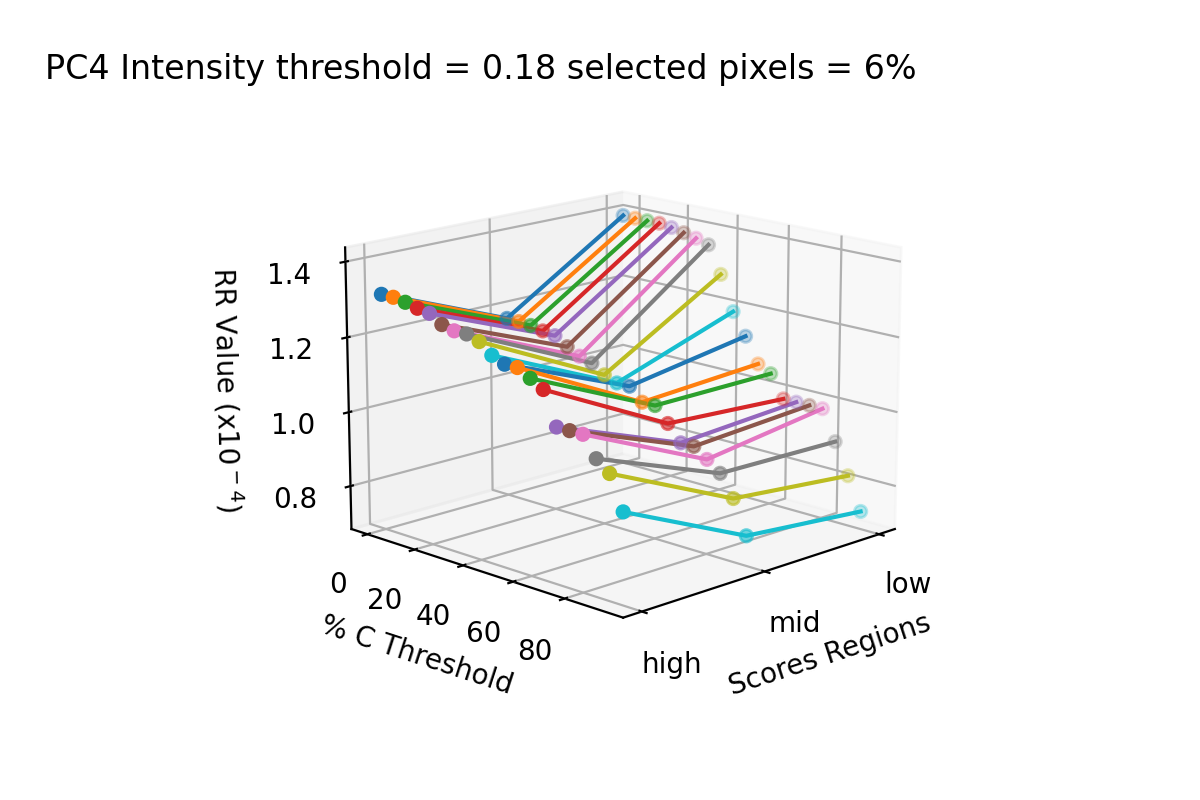 PC4 Intensity threshold = 0.18 selected pixels = 6%
RR Value (x10⁻⁴)
1.4
1.2
1.0
0.8
0
20
40
60
80
% C Threshold
high
mid
low
Scores Regions